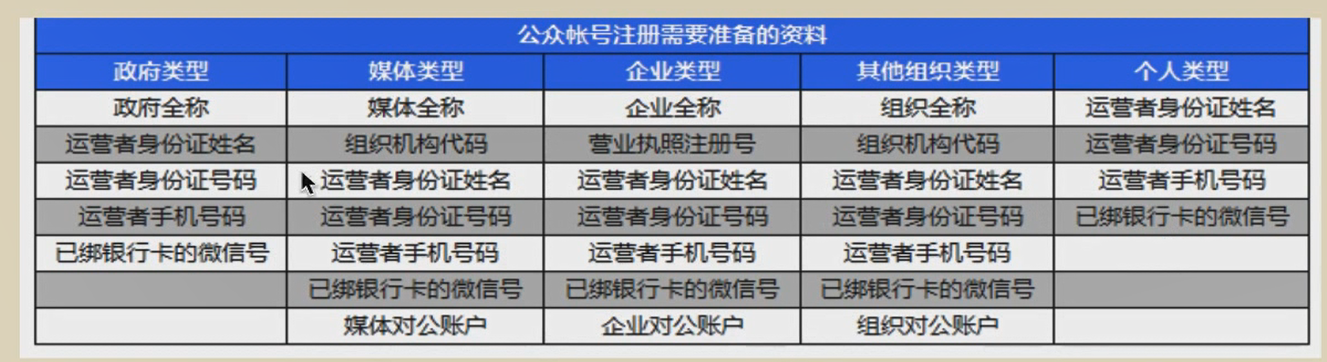 公众帐号注册需要准备的资料
政府类型 媒体类型 企业类型 其他组织类型 个人类型
政府全称 媒体全称 企业全称 组织全称 运营者身份证姓名
运营者身份证姓名 组织机构代码 营业执照注册号 组织机构代码 运营者身份证号码
运营者身份证号码 运营者身份证姓名 运营者身份证姓名 运营者身份证姓名 运营者手机号码
运营者手机号码 运营者身份证号码 运营者身份证号码 运营者身份证号码 已绑银行卡的微信号
已绑银行卡的微信号 运营者手机号码 运营者手机号码 运营者手机号码
已绑银行卡的微信号 已绑银行卡的微信号 已绑银行卡的微信号
媒体对公账户 企业对公账户 组织对公账户